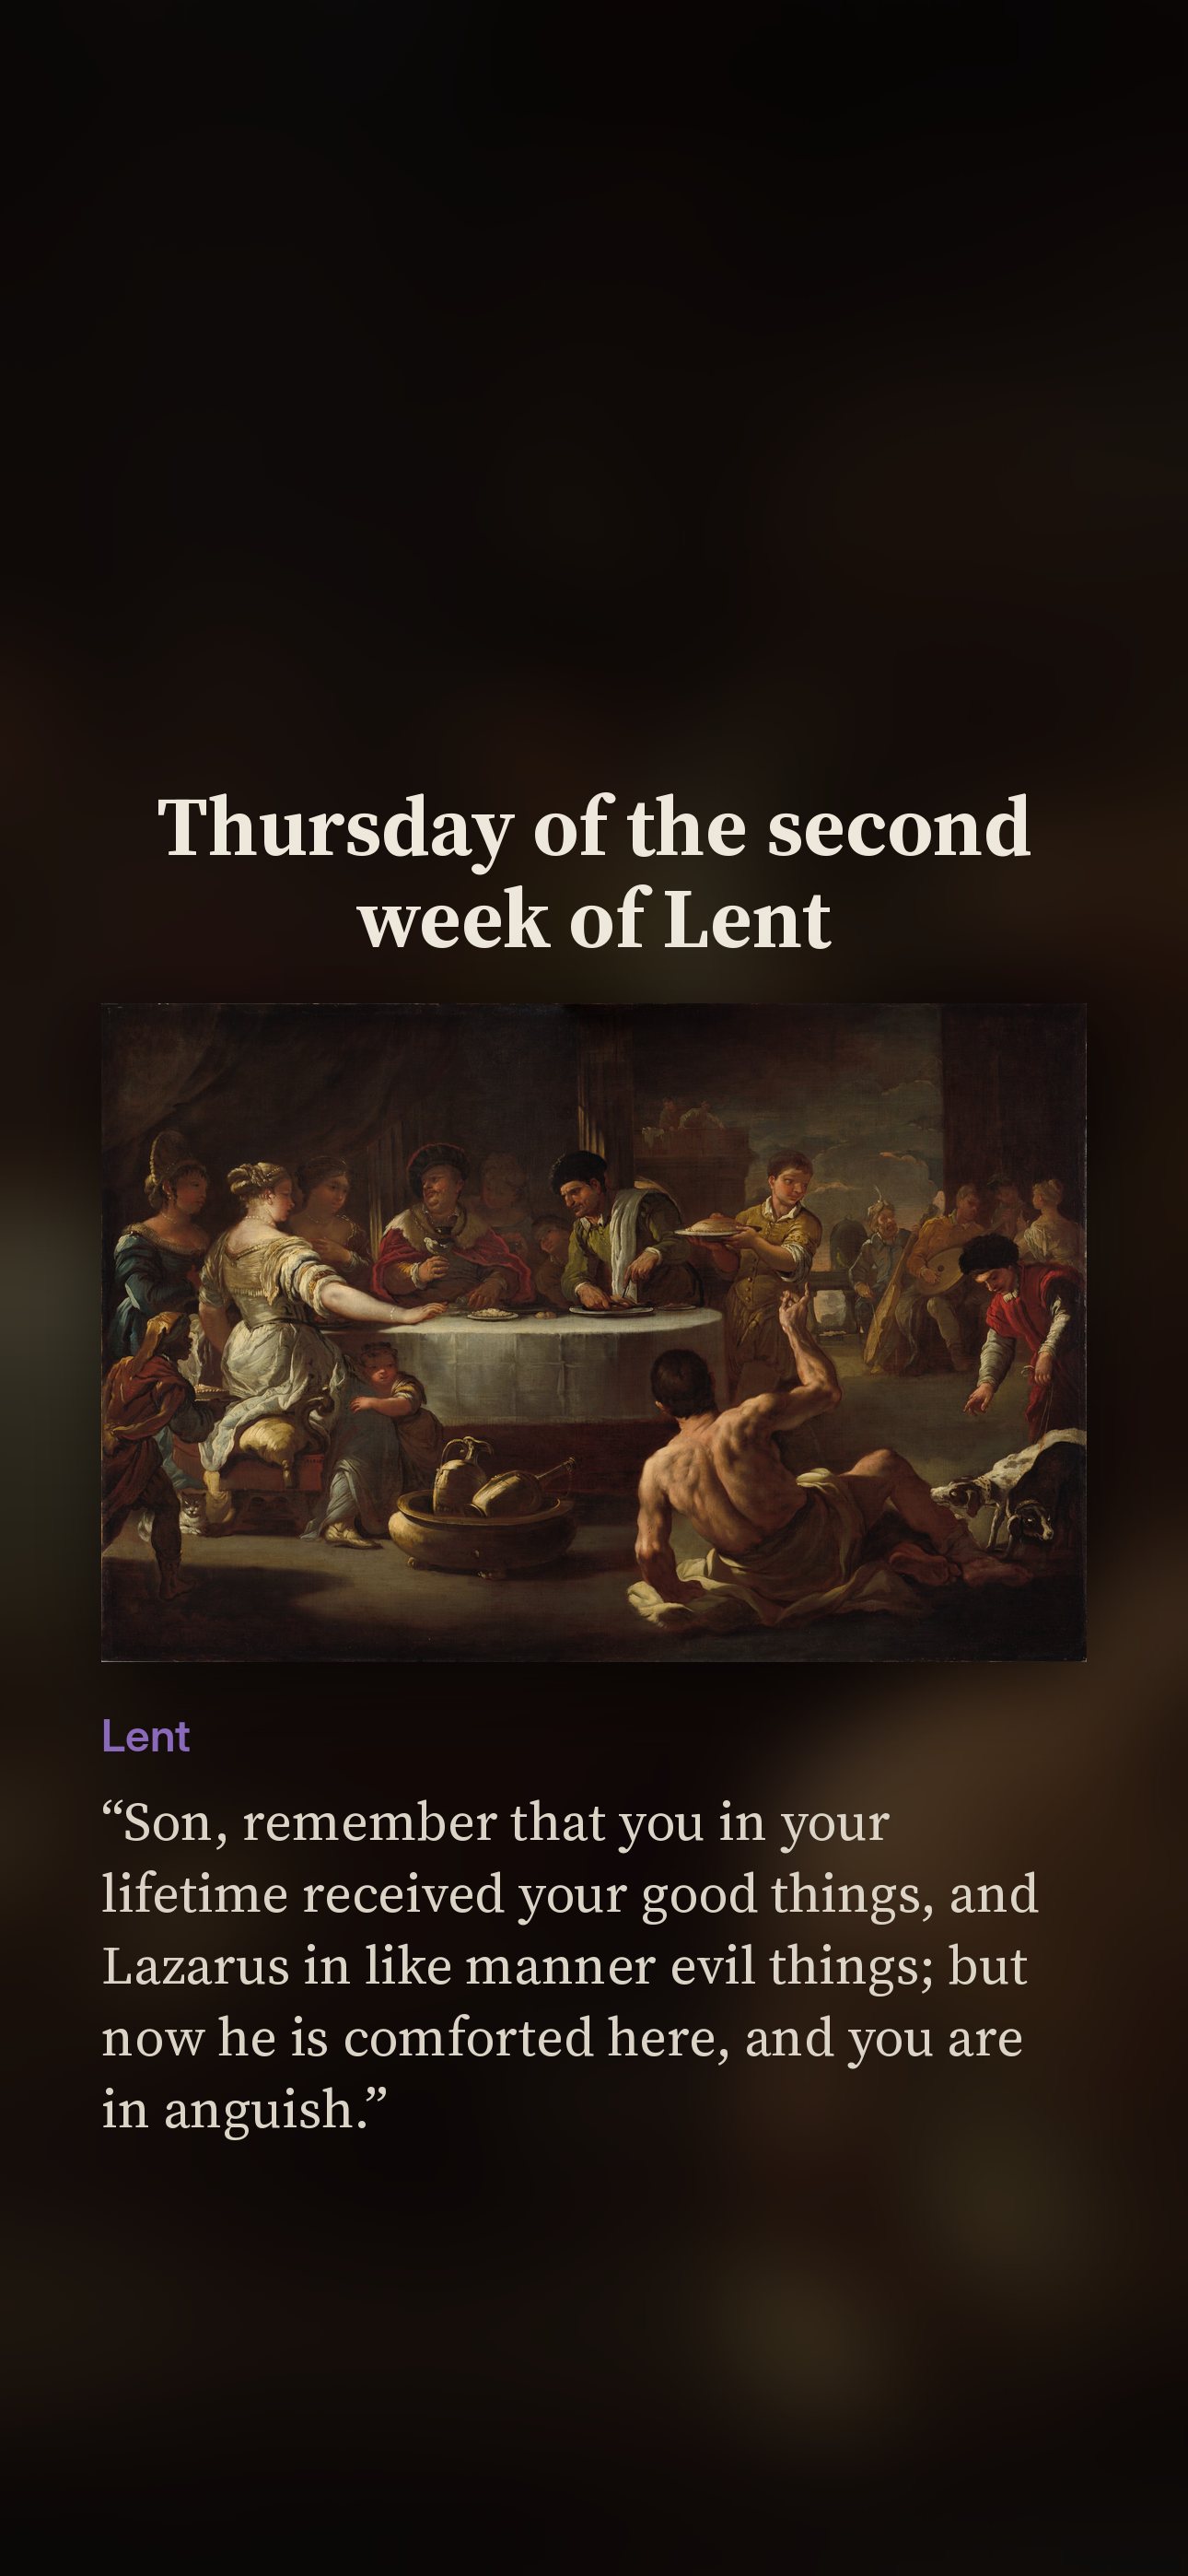 Thursday of the second
week of Lent
Lent
“Son, remember that you in your
lifetime received your good things, and
Lazarus in like manner evil things; but
now he is comforted here, and you are
in anguish.”